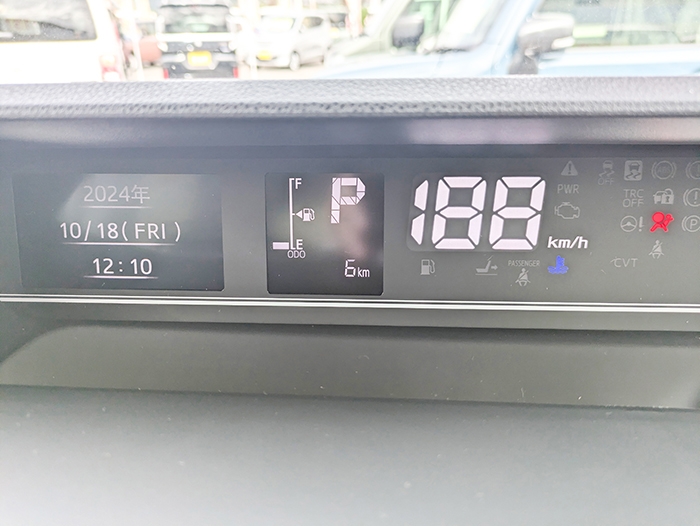 2024年
10/18(FRI)
12:10
F
E
ODO
6km
P
188
km/h
PWR
OFF
TRC
OFF
PASSENGER
CVT